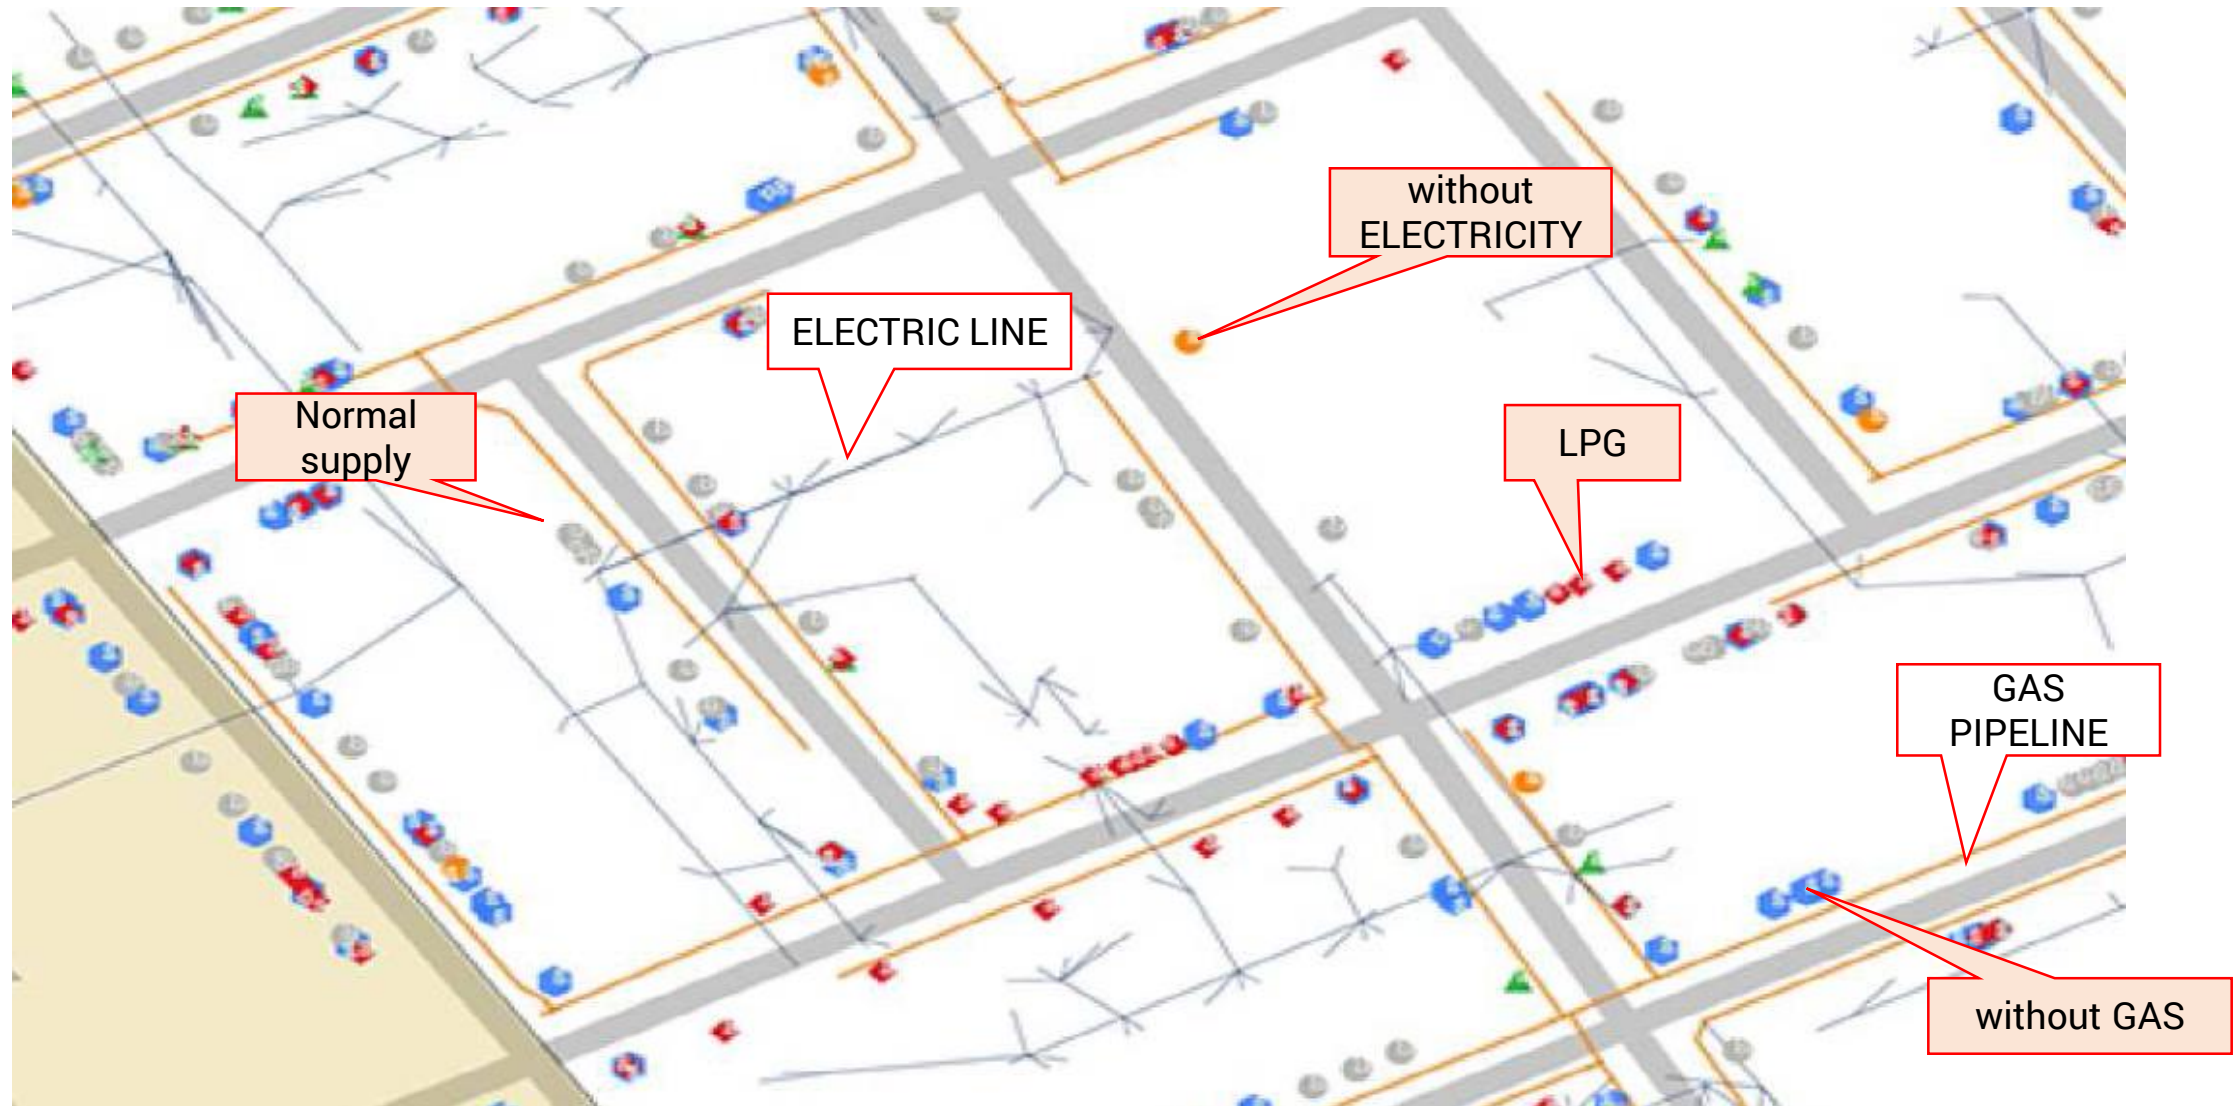 without
ELECTRICITY
ELECTRIC LINE
Normal
supply
LPG
GAS
PIPELINE
without GAS